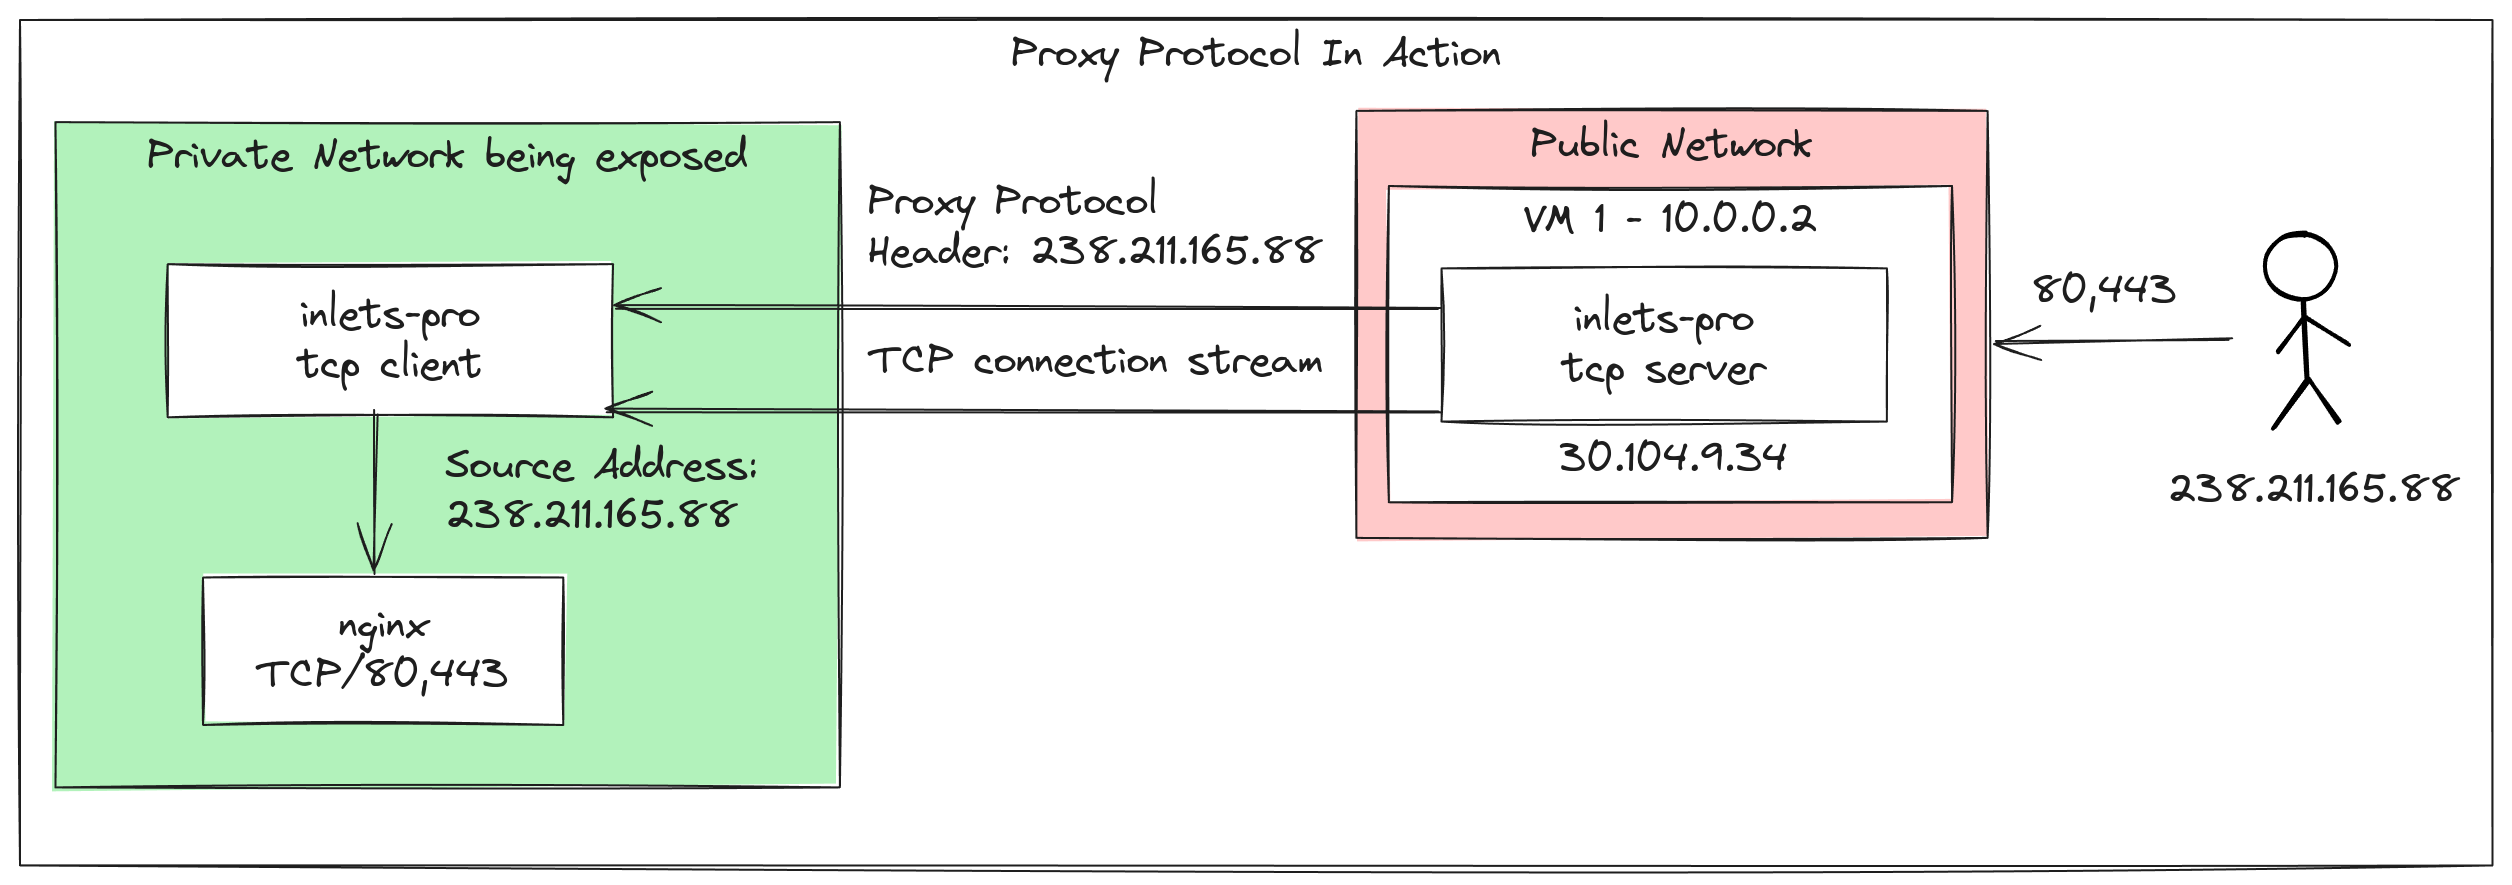 Proxy Protocol In Action
Private Network being exposed
inlets-pro
tcp client
Source Address:
238.211.165.88
nginx
TCP/80,443
Proxy Protocol
Header: 238.211.165.88
TCP connection stream
Public Network
VM 1 - 10.0.0.2
inlets-pro
tcp server
30.104.9.34
80,443
238.211.165.88